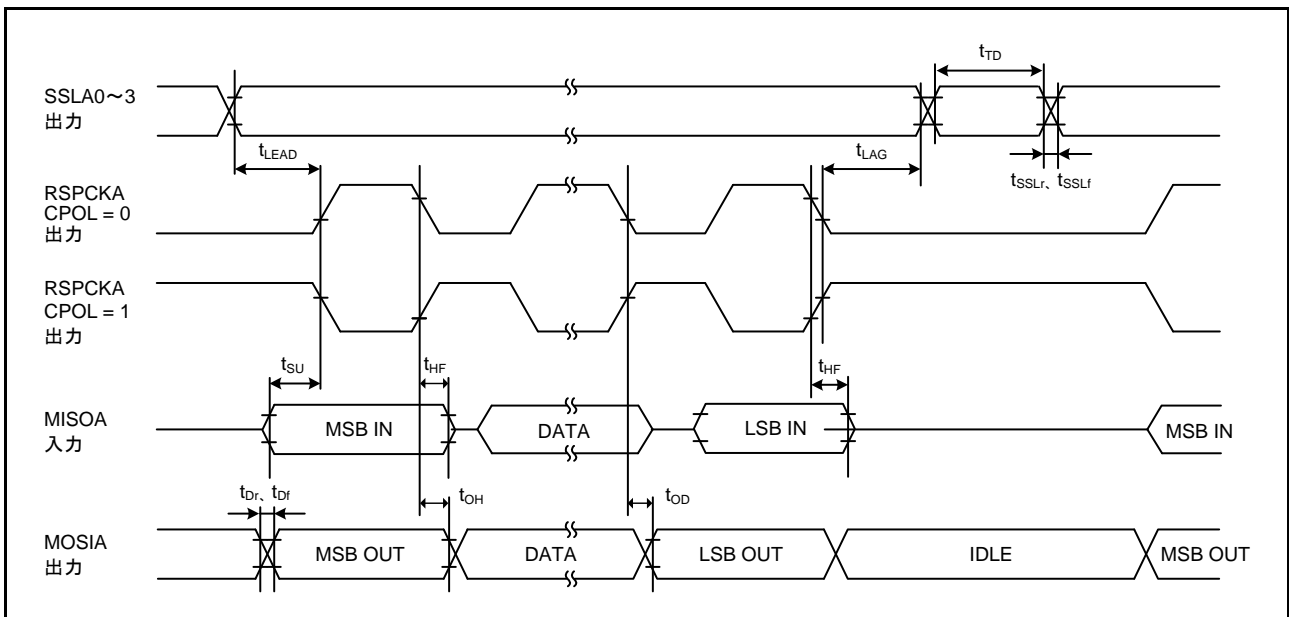 tTD
SSLA0～3
出力
tLEAD
tLAG
tSSLr、tSSLf
RSPCKA
CPOL = 0
出力
RSPCKA
CPOL = 1
出力
tSU
tHF
tHF
MISOA
入力
MSB IN
DATA
LSB IN
MSB IN
tDr、tDf
tOH
tOD
MOSIA
出力
MSB OUT
DATA
LSB OUT
IDLE
MSB OUT